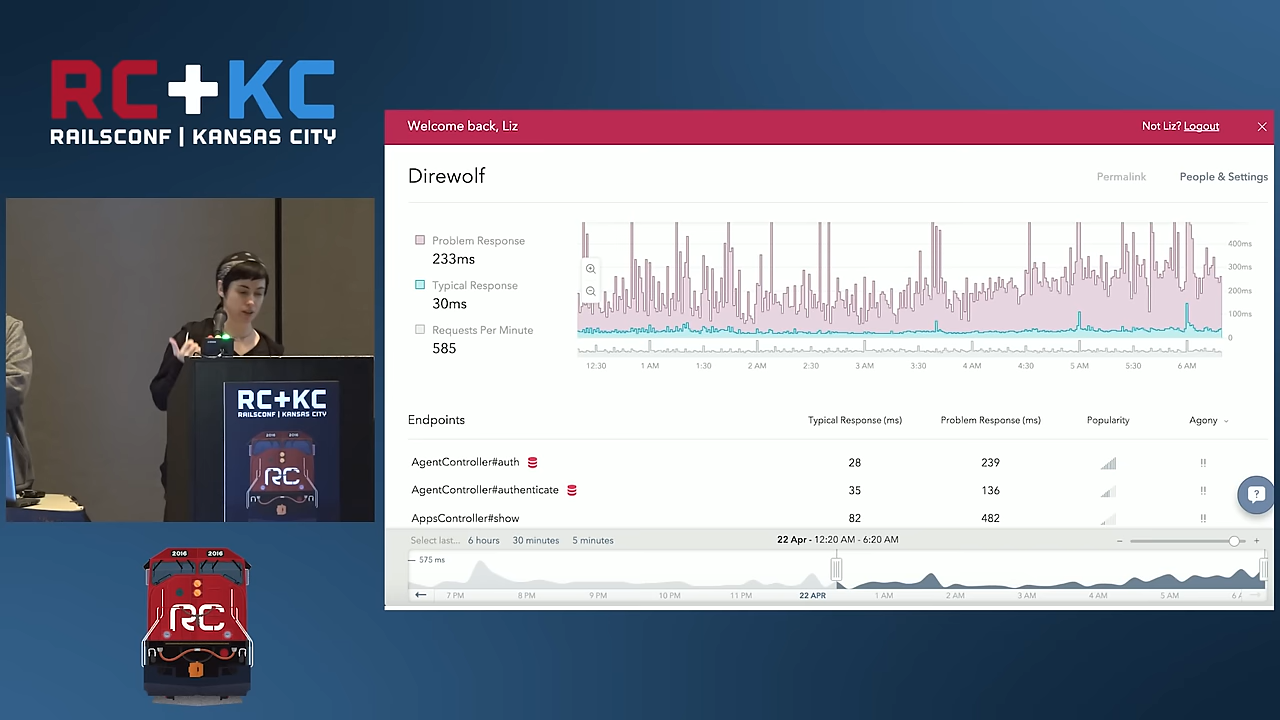 RC+KC
RAILSCONF | KANSAS CITY
Welcome back, Liz
Not Liz? Logout
Direwolf
Permalink
People & Settings
Problem Response
233ms
Typical Response
30ms
Requests Per Minute
585
400ms
300ms
200ms
100ms
0
12:30 1 AM 1:30 2 AM 2:30 3 AM 3:30 4 AM 4:30 5 AM 5:30 6 AM
Endpoints Typical Response (ms) Problem Response (ms) Popularity Agony
AgentController#auth 28 239 !!
AgentController#authenticate 35 136 !!
AppsController#show 82 482 !!
Select last... 6 hours 30 minutes 5 minutes
22 Apr - 12:20 AM - 6:20 AM
575 ms
7 PM 8 PM 9 PM 10 PM 11 PM 22 APR 1 AM 2 AM 3 AM 4 AM 5 AM
RC+KC
RAILSCONF | KANSAS CITY
2016 2016
RC
2016 2016
RC